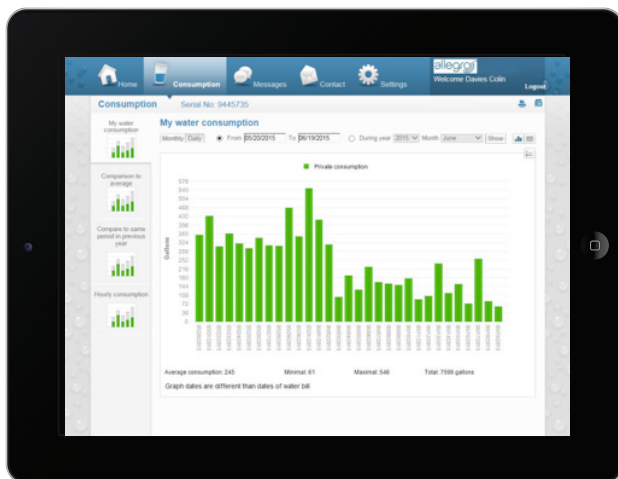 Home
Consumption
Messages
Contact
Settings
allegro
Welcome Davies Colin
Logout
Consumption
Serial No: 9445735
My water consumption
My water consumption
Monthly Daily From 05/20/2015 To 06/19/2015 During year 2015 Month June Show
Comparison to average
Compare to same period in previous year
Hourly consumption
Private consumption
Gallons
576
540
504
468
432
396
360
324
288
252
216
180
144
108
72
36
0
Average consumption: 245 Minimal: 61 Maximal: 546 Total: 7598 gallons
Graph dates are different than dates of water bill